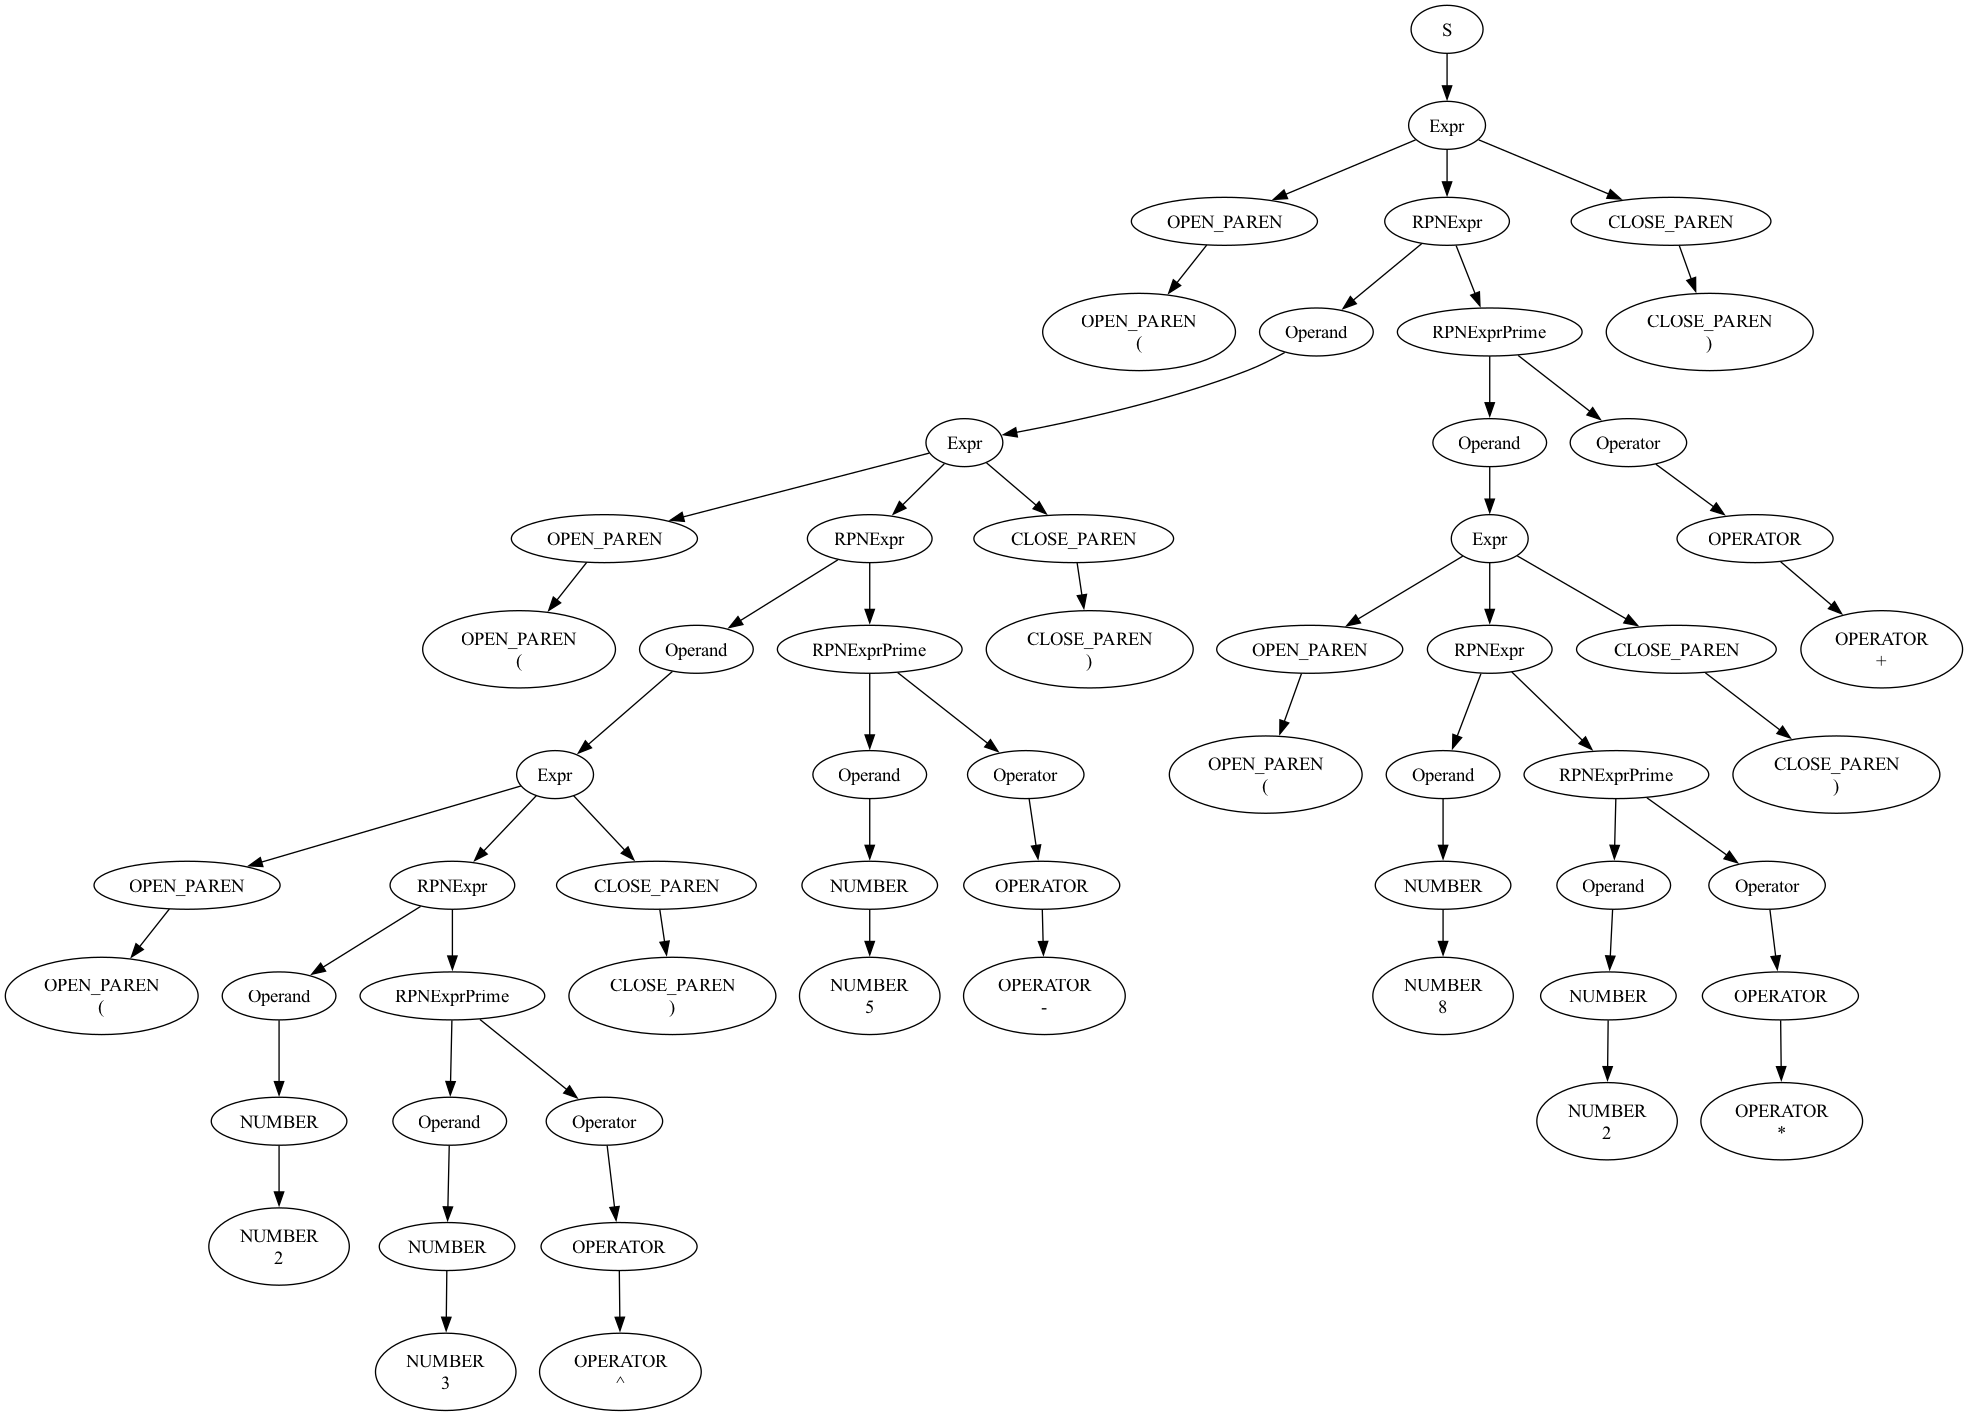 S
Expr
OPEN_PAREN
RPNExpr
CLOSE_PAREN
OPEN_PAREN
(
Operand
RPNExprPrime
CLOSE_PAREN
)
Expr
Operand
Operator
OPEN_PAREN
RPNExpr
CLOSE_PAREN
Expr
OPERATOR
OPEN_PAREN
(
Operand
RPNExprPrime
CLOSE_PAREN
)
OPEN_PAREN
RPNExpr
CLOSE_PAREN
OPERATOR
+
Expr
Operand
Operator
OPEN_PAREN
(
Operand
RPNExprPrime
CLOSE_PAREN
)
OPEN_PAREN
RPNExpr
CLOSE_PAREN
NUMBER
OPERATOR
NUMBER
Operand
Operator
OPEN_PAREN
(
Operand
RPNExprPrime
CLOSE_PAREN
)
NUMBER
5
OPERATOR
-
NUMBER
8
NUMBER
OPERATOR
NUMBER
Operand
Operator
NUMBER
2
OPERATOR
*
NUMBER
2
NUMBER
OPERATOR
NUMBER
3
OPERATOR
^